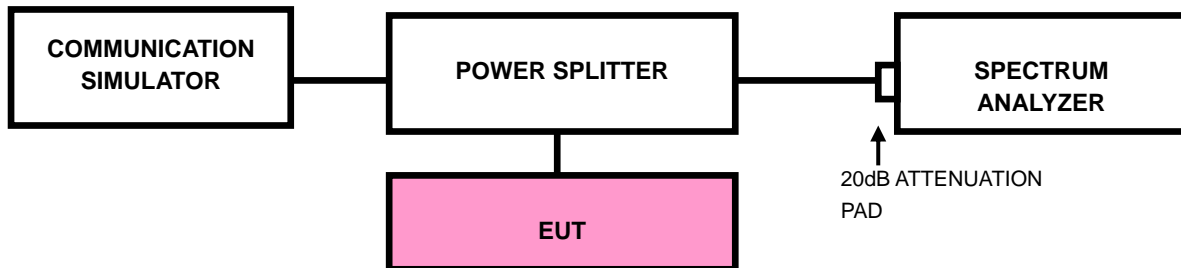 COMMUNICATION
SIMULATOR
POWER SPLITTER
SPECTRUM
ANALYZER
20dB ATTENUATION
PAD
EUT